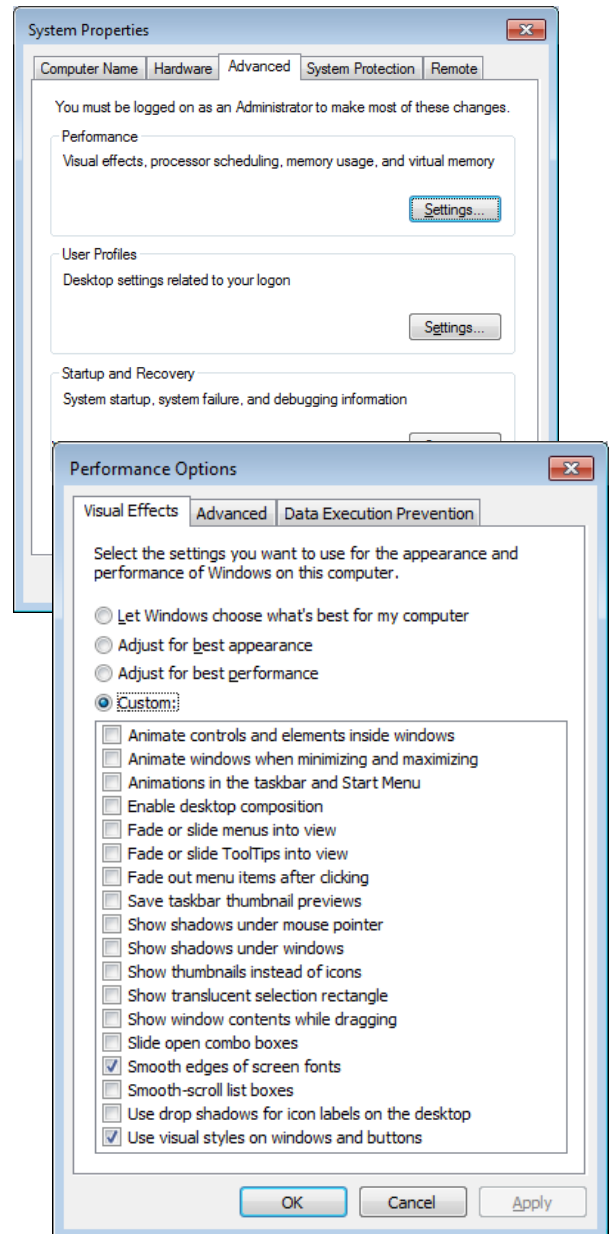 System Properties
Computer Name Hardware Advanced System Protection Remote
You must be logged on as an Administrator to make most of these changes.
Performance
Visual effects, processor scheduling, memory usage, and virtual memory
Settings...
User Profiles
Desktop settings related to your logon
Settings...
Startup and Recovery
System startup, system failure, and debugging information
Performance Options
Visual Effects Advanced Data Execution Prevention
Select the settings you want to use for the appearance and
performance of Windows on this computer.
Let Windows choose what's best for my computer
Adjust for best appearance
Adjust for best performance
Custom:
Animate controls and elements inside windows
Animate windows when minimizing and maximizing
Animations in the taskbar and Start Menu
Enable desktop composition
Fade or slide menus into view
Fade or slide ToolTips into view
Fade out menu items after clicking
Save taskbar thumbnail previews
Show shadows under mouse pointer
Show shadows under windows
Show thumbnails instead of icons
Show translucent selection rectangle
Show window contents while dragging
Slide open combo boxes
Smooth edges of screen fonts
Smooth-scroll list boxes
Use drop shadows for icon labels on the desktop
Use visual styles on windows and buttons
OK Cancel Apply